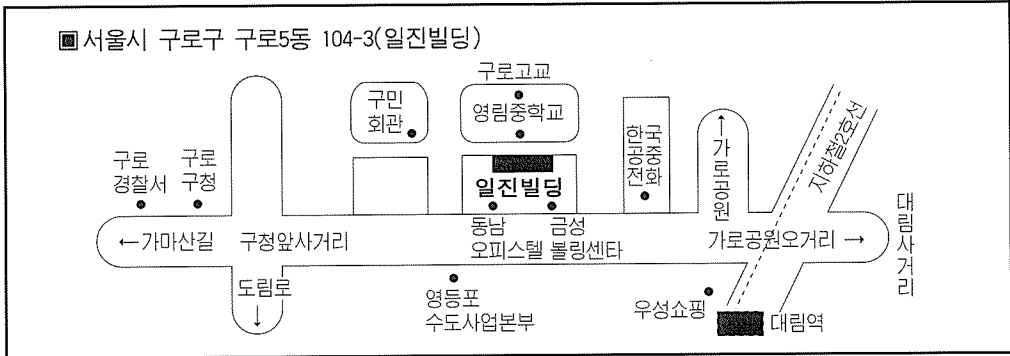 ■ 서울시 구로구 구로5동 104-3(일진빌딩)
구로고교
구민
회관
영림중학교
한국
공중
전화
←가로공원
지하철2호선
구로
경찰서
구로
구청
일진빌딩
동남
오피스텔
금성
볼링센타
←가마산길
구청앞사거리
가로공원오거리→
대림사거리
도림로
↓
영등포
수도사업본부
우성쇼핑
대림역